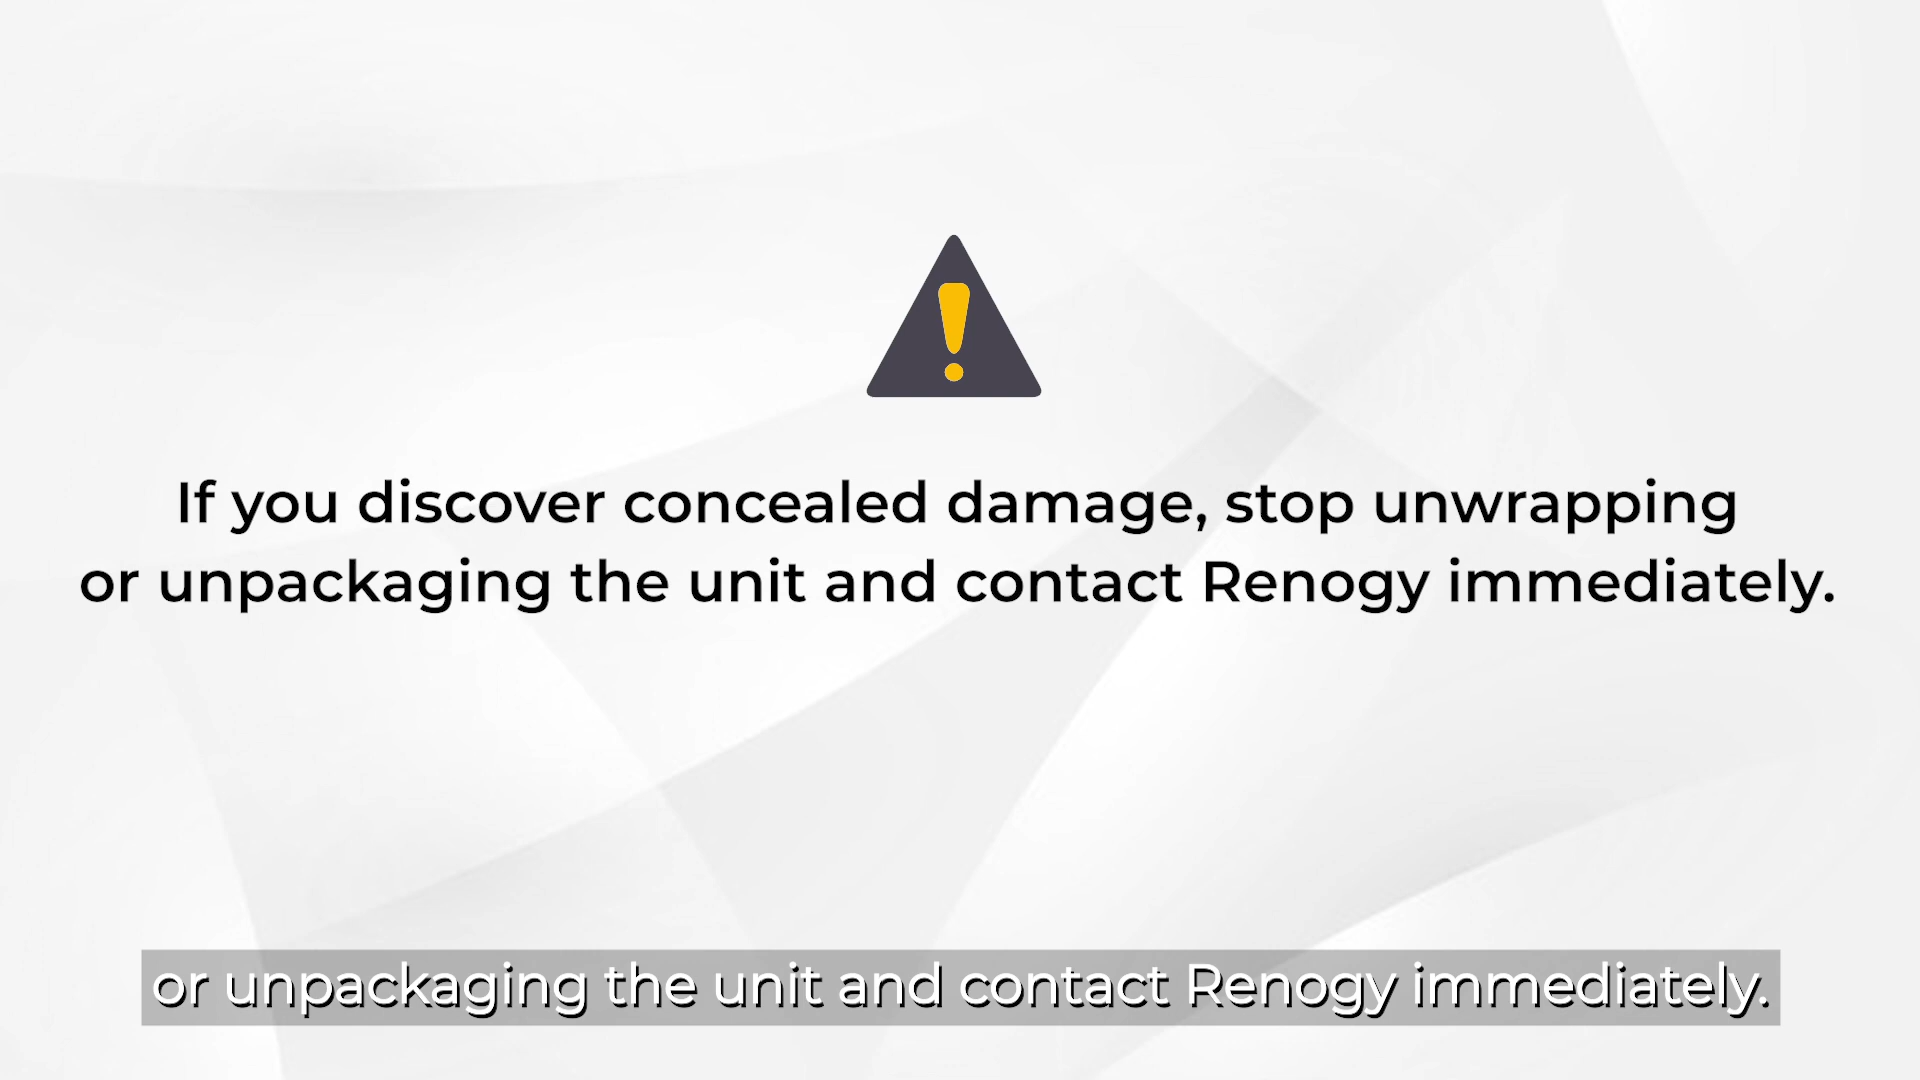 If you discover concealed damage, stop unwrapping
or unpackaging the unit and contact Renogy immediately.
or unpackaging the unit and contact Renogy immediately.